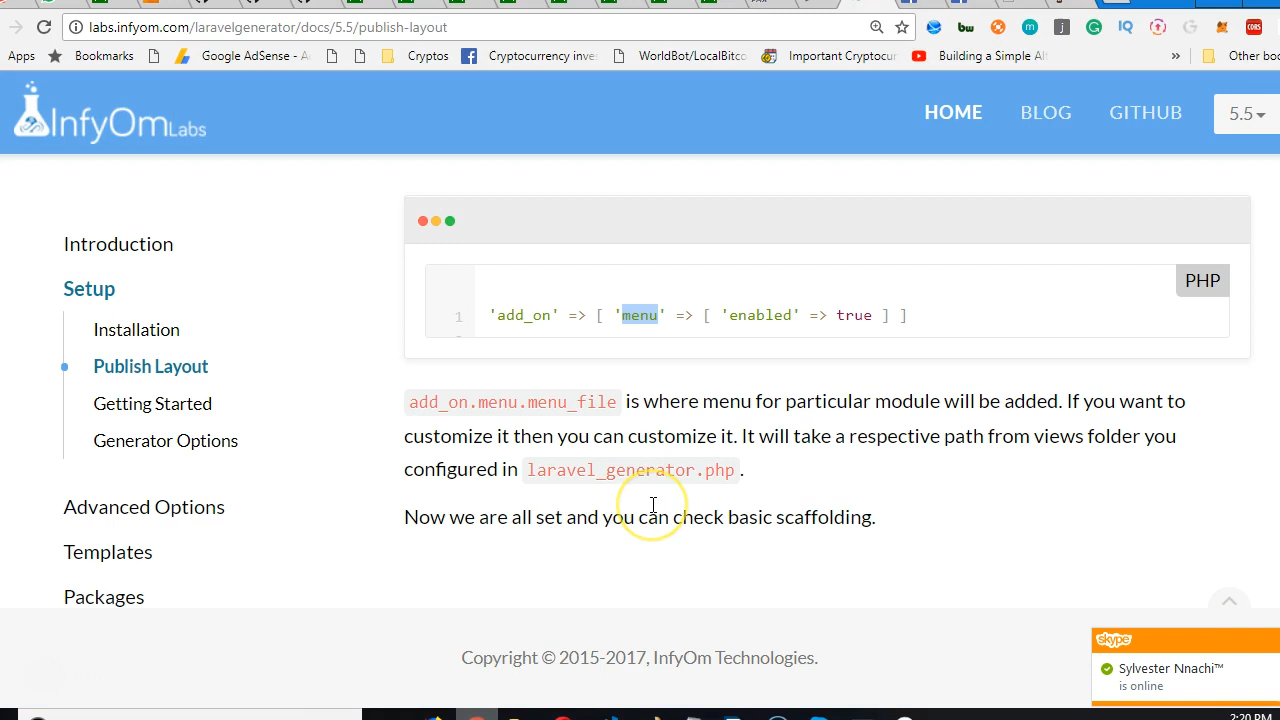 labs.infyom.com/laravelgenerator/docs/5.5/publish-layout
Apps Bookmarks Google AdSense - A Cryptos Cryptocurrency inves WorldBot/LocalBitco Important Cryptocur Building a Simple Alt » Other boo
InfyOm Labs HOME BLOG GITHUB 5.5
Introduction
Setup
Installation
Publish Layout
Getting Started
Generator Options
Advanced Options
Templates
Packages
PHP
1 'add_on' => [ 'menu' => [ 'enabled' => true ] ]
add_on.menu.menu_file is where menu for particular module will be added. If you want to
customize it then you can customize it. It will take a respective path from views folder you
configured in laravel_generator.php.
Now we are all set and you can check basic scaffolding.
Copyright © 2015-2017, InfyOm Technologies.
skype
Sylvester Nnachi™
is online
2:20 PM